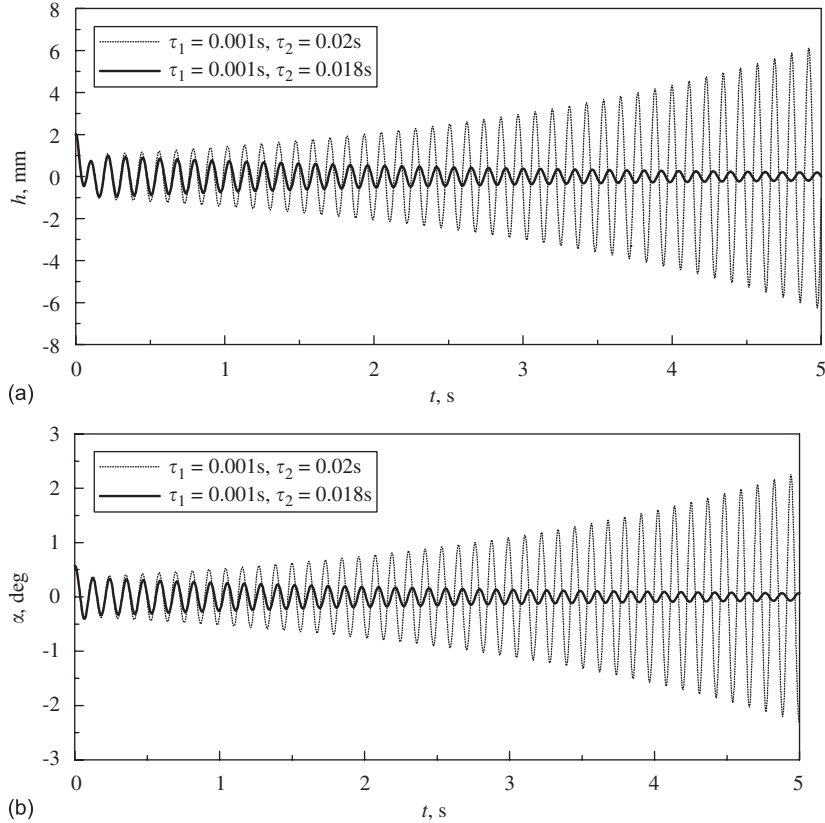 8
6
4
2
0
-2
-4
-6
-8
h, mm
τ1 = 0.001s, τ2 = 0.02s
τ1 = 0.001s, τ2 = 0.018s
0 1 2 3 4 5
t, s
(a)
3
2
1
0
-1
-2
-3
α, deg
τ1 = 0.001s, τ2 = 0.02s
τ1 = 0.001s, τ2 = 0.018s
0 1 2 3 4 5
t, s
(b)